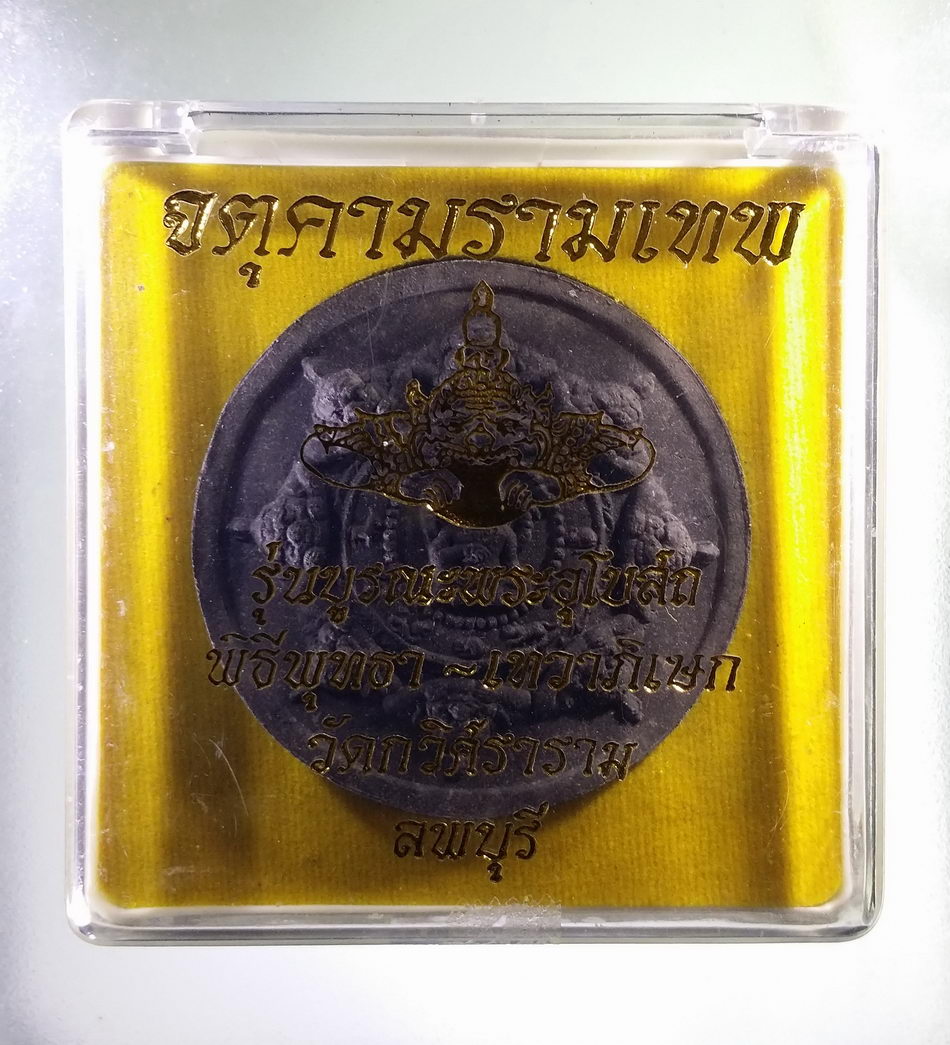 จตุคามรามเทพ
รุ่นบูรณะพระอุโบสถ
พิธีพุทธา ~ เทวาภิเษก
วัดกวิศราราม
ลพบุรี